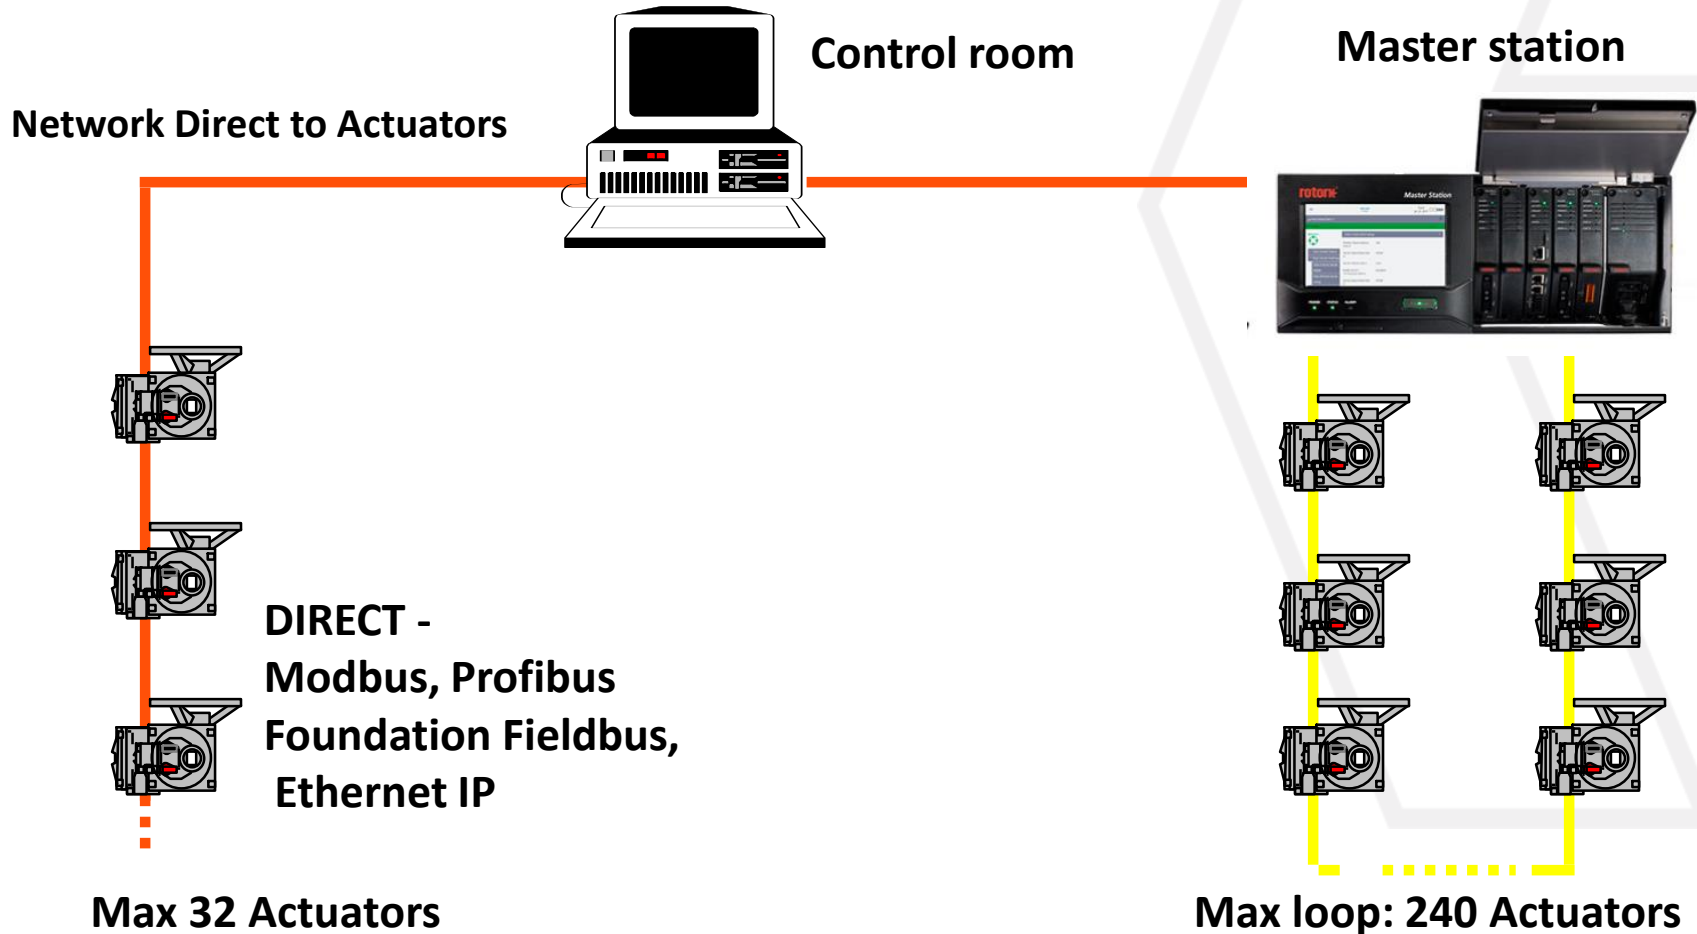 Control room
Master station
Network Direct to Actuators
rotork
Master Station
DIRECT -
Modbus, Profibus
Foundation Fieldbus,
Ethernet IP
Max 32 Actuators
Max loop: 240 Actuators